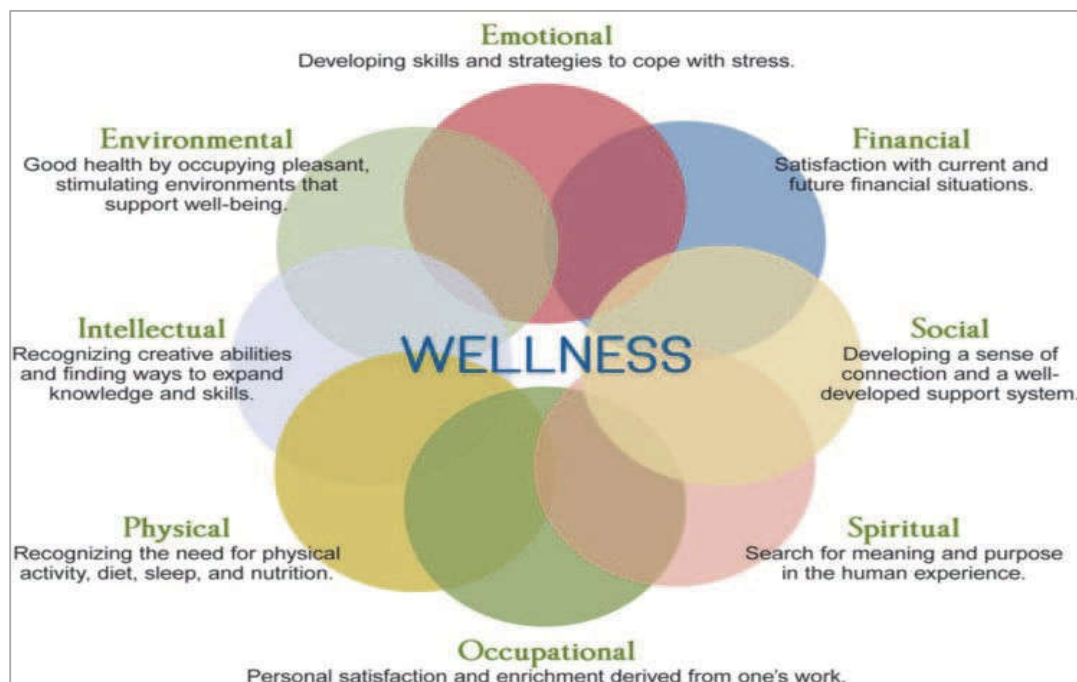 Emotional
Developing skills and strategies to cope with stress.
Financial
Satisfaction with current and
future financial situations.
Social
Developing a sense of
connection and a well-
developed support system.
Spiritual
Search for meaning and purpose
in the human experience.
Occupational
Personal satisfaction and enrichment derived from one's work.
Physical
Recognizing the need for physical
activity, diet, sleep, and nutrition.
Intellectual
Recognizing creative abilities
and finding ways to expand
knowledge and skills.
Environmental
Good health by occupying pleasant,
stimulating environments that
support well-being.
WELLNESS